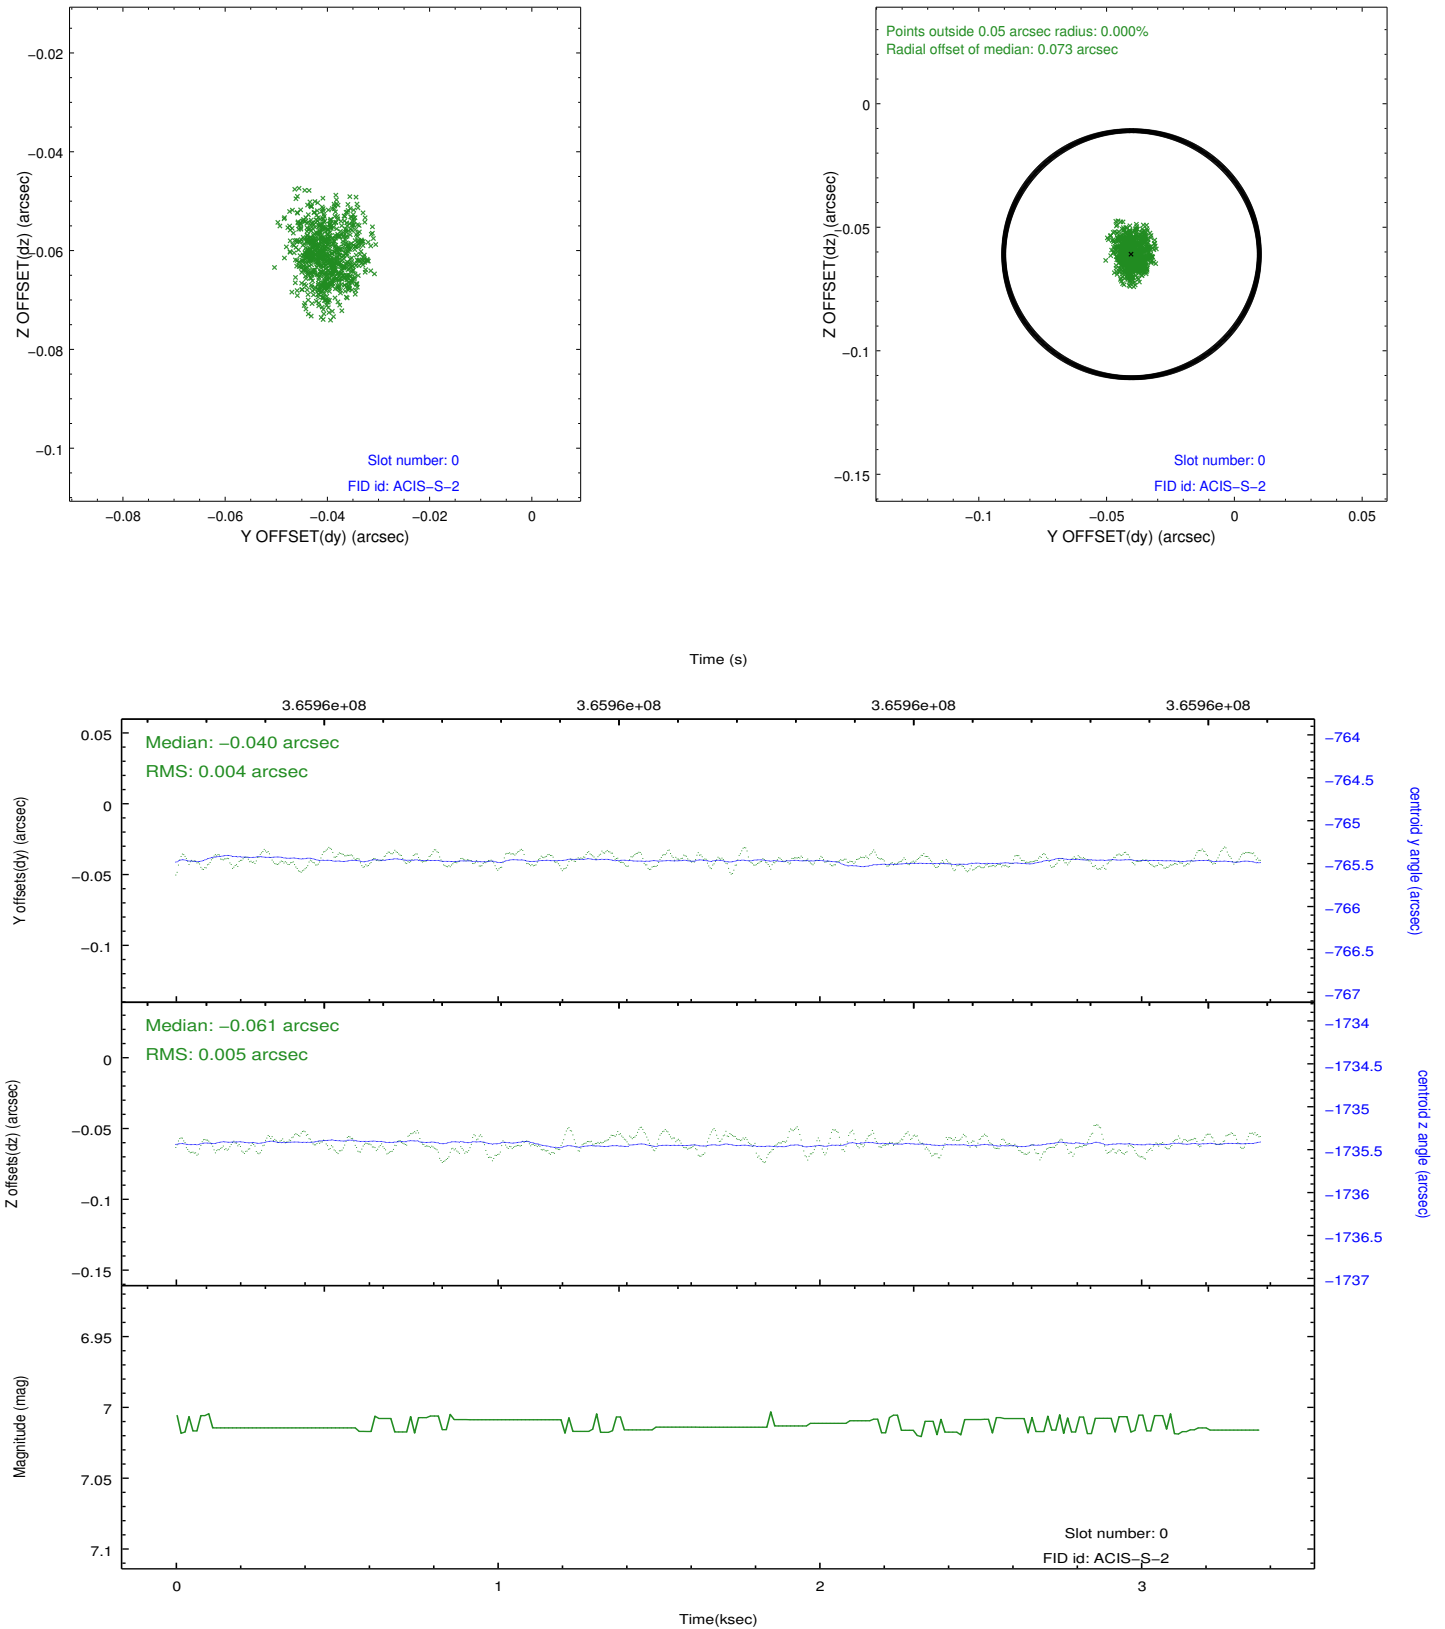 −0.02
−0.04
−0.06
−0.08
−0.1
Z OFFSET(dz) (arcsec)
Slot number: 0
FID id: ACIS−S−2
−0.08
−0.06
−0.04
−0.02
0
Y OFFSET(dy) (arcsec)
Points outside 0.05 arcsec radius: 0.000%
Radial offset of median: 0.073 arcsec
0
−0.05
−0.1
−0.15
Z OFFSET(dz) (arcsec)
Slot number: 0
FID id: ACIS−S−2
−0.1
−0.05
0
0.05
Y OFFSET(dy) (arcsec)
Time (s)
3.6596e+08
3.6596e+08
3.6596e+08
3.6596e+08
Median: −0.040 arcsec
RMS: 0.004 arcsec
0.05
0
−0.05
−0.1
Y offsets(dy) (arcsec)
−764
−764.5
−765
−765.5
−766
−766.5
−767
centroid y angle (arcsec)
Median: −0.061 arcsec
RMS: 0.005 arcsec
0
−0.05
−0.1
−0.15
Z offsets(dz) (arcsec)
−1734
−1734.5
−1735
−1735.5
−1736
−1736.5
−1737
centroid z angle (arcsec)
6.95
7
7.05
7.1
Magnitude (mag)
Slot number: 0
FID id: ACIS−S−2
0
1
2
3
Time(ksec)